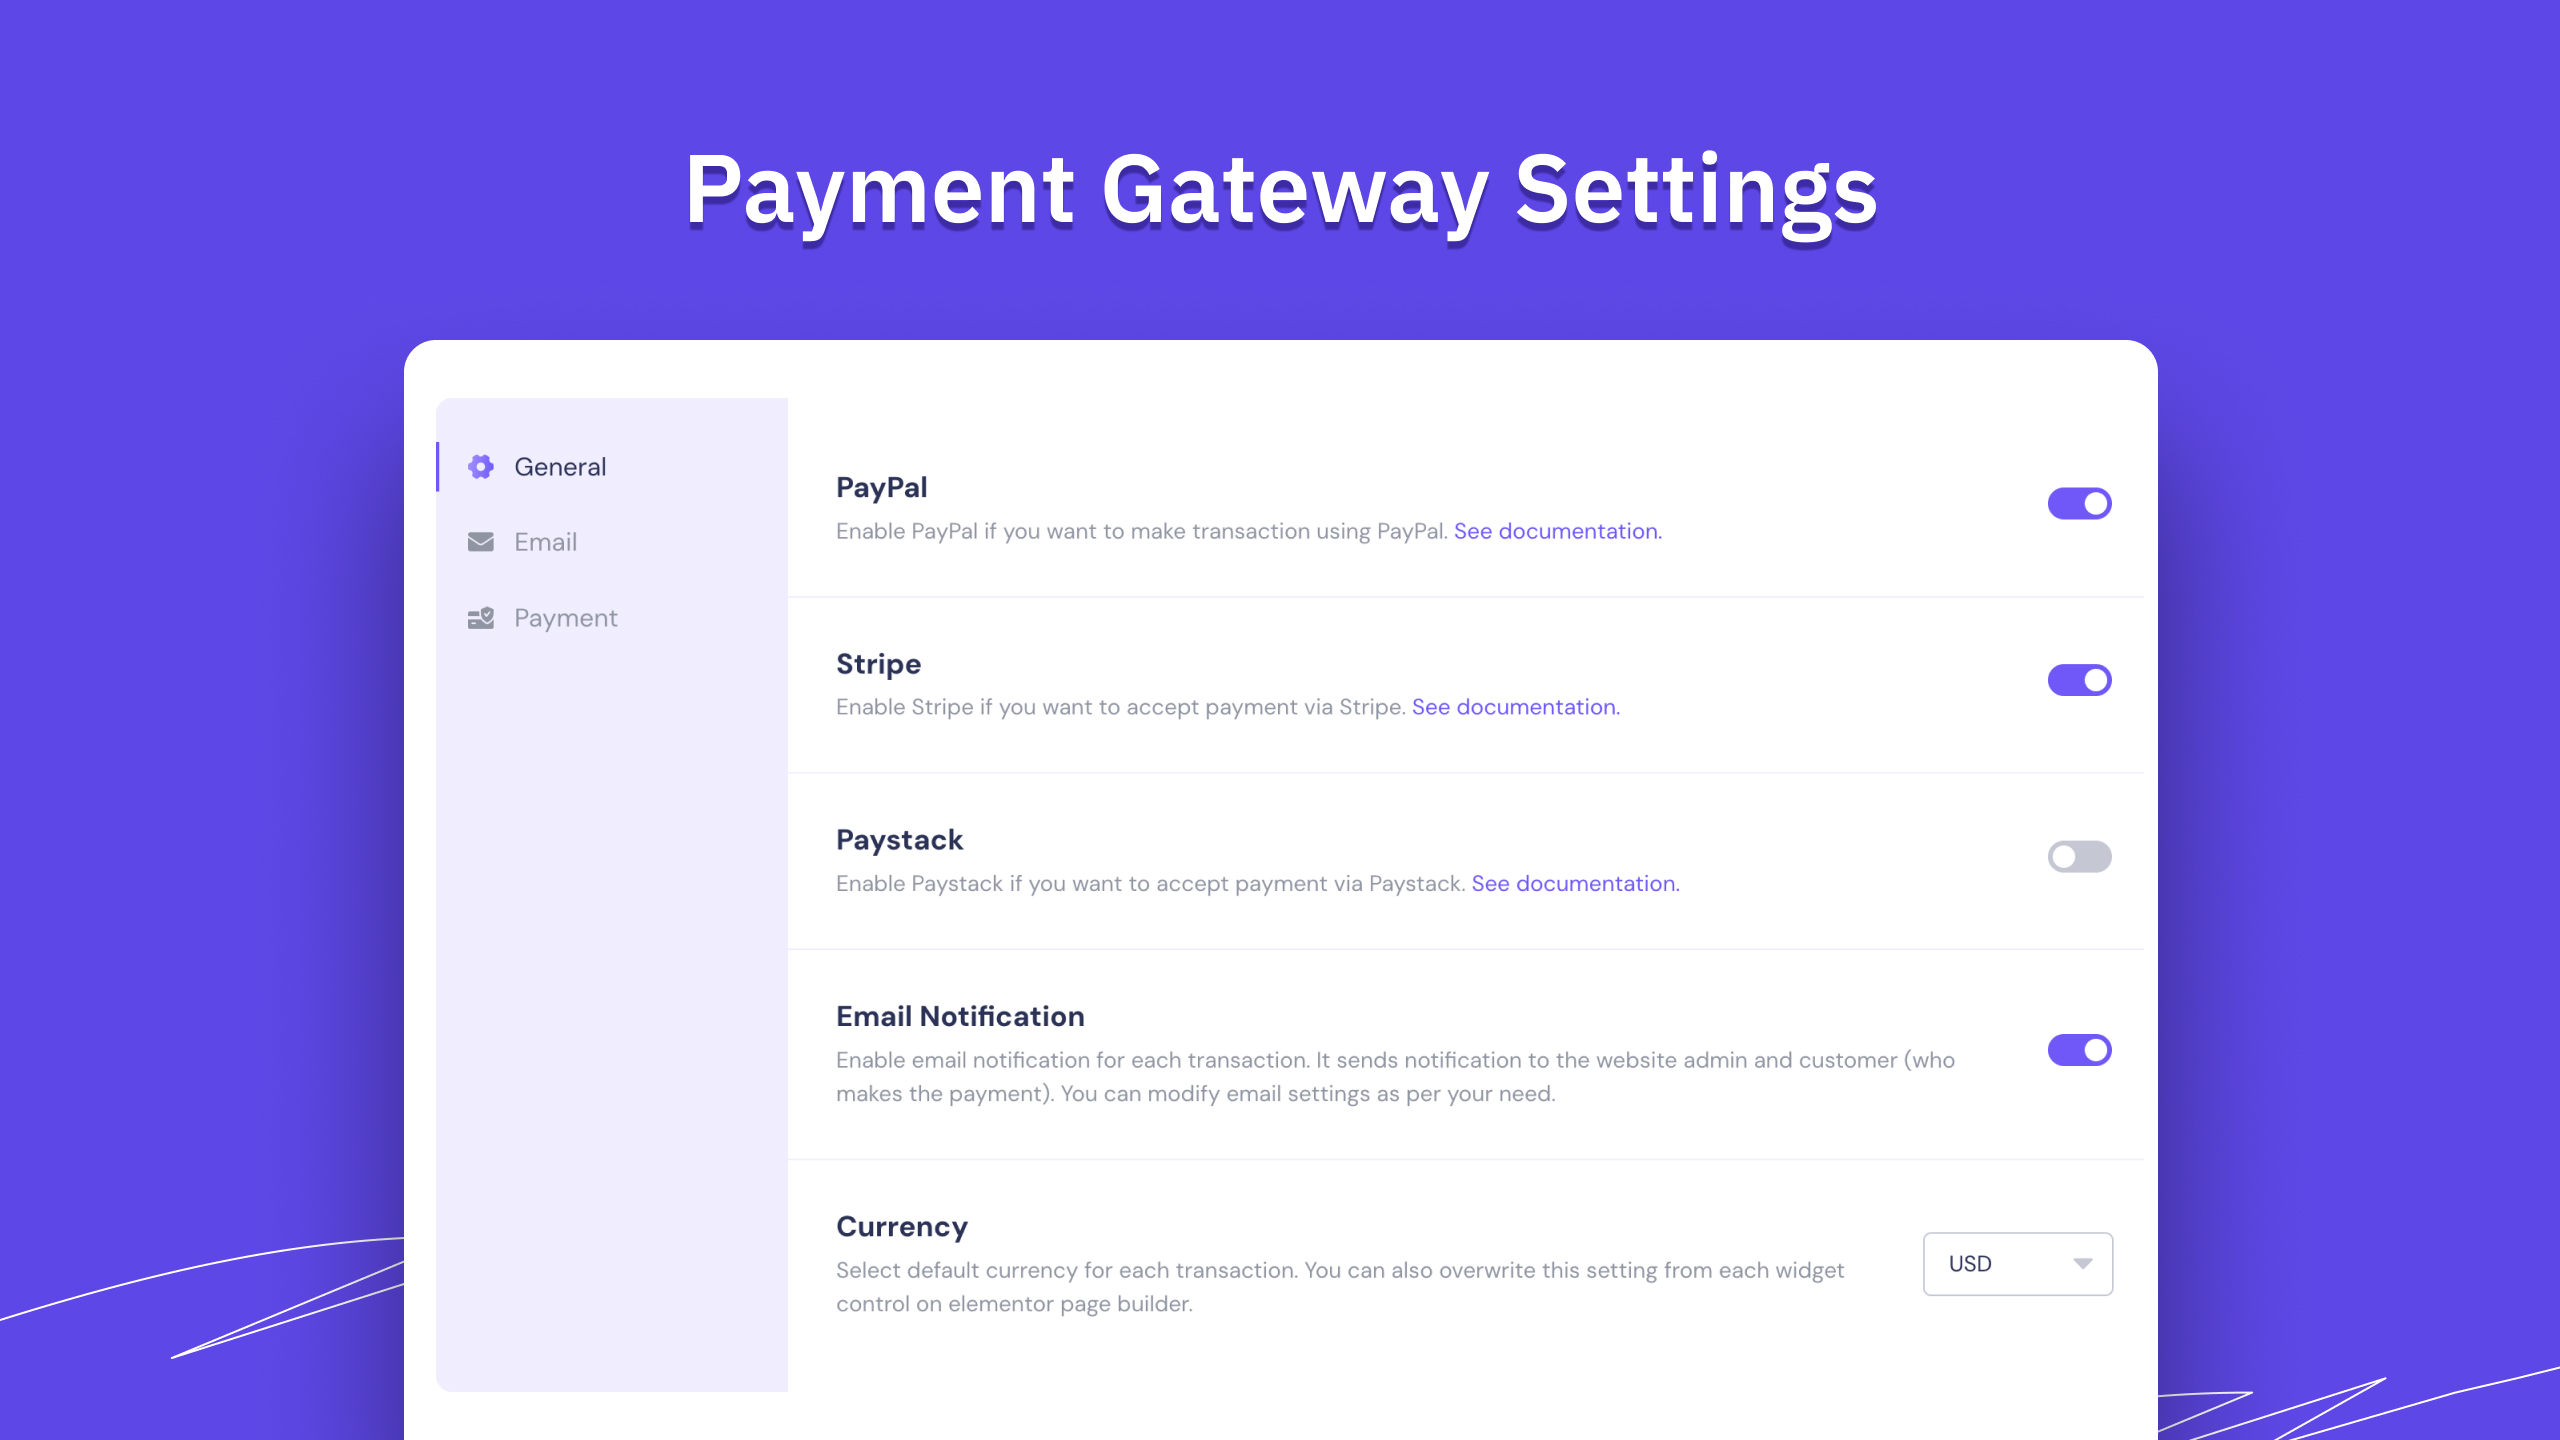 Payment Gateway Settings
General
Email
Payment
PayPal
Enable PayPal if you want to make transaction using PayPal. See documentation.
Stripe
Enable Stripe if you want to accept payment via Stripe. See documentation.
Paystack
Enable Paystack if you want to accept payment via Paystack. See documentation.
Email Notification
Enable email notification for each transaction. It sends notification to the website admin and customer (who
makes the payment). You can modify email settings as per your need.
Currency
Select default currency for each transaction. You can also overwrite this setting from each widget
control on elementor page builder.
USD